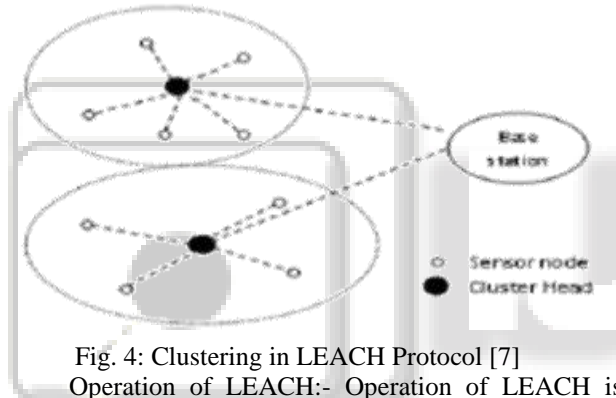 Base
station
Sensor node
Cluster Head
Fig. 4: Clustering in LEACH Protocol [7]
Operation of LEACH:- Operation of LEACH is